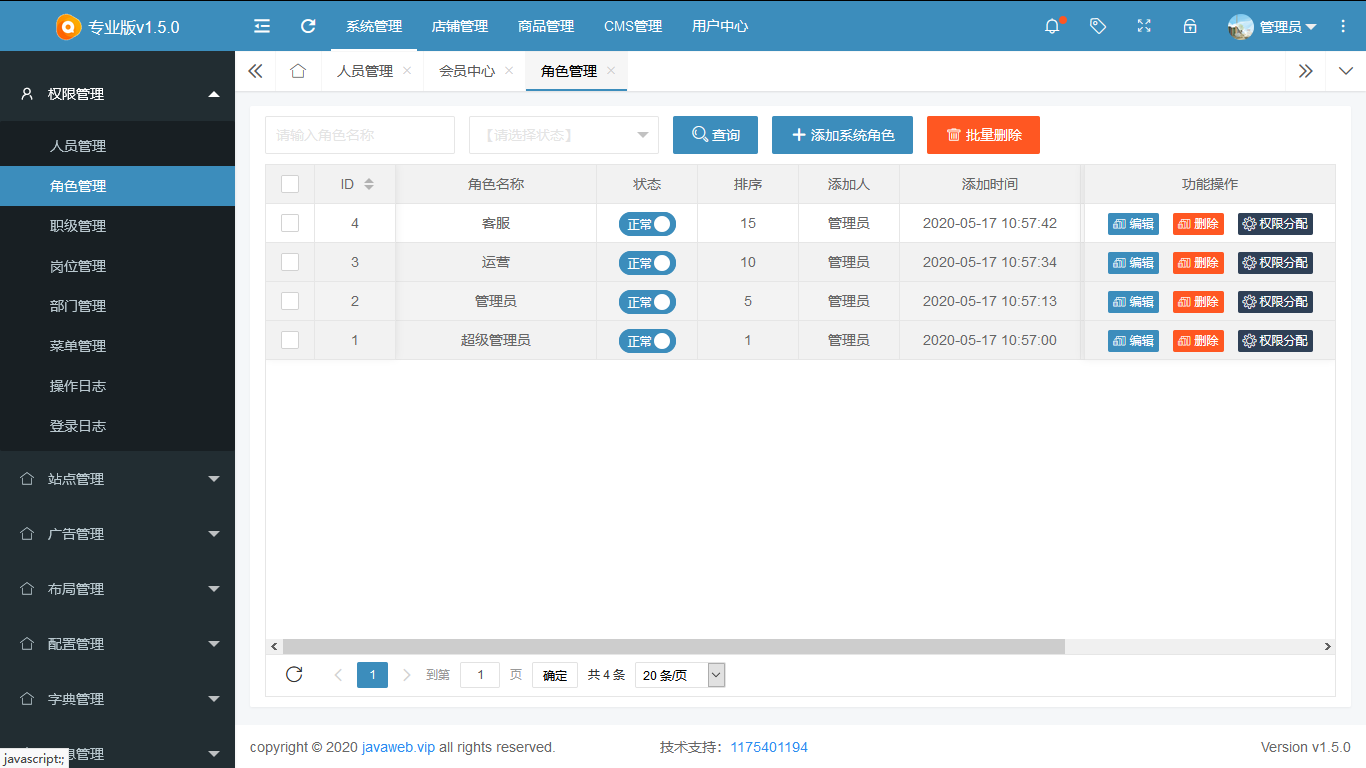 专业版v1.5.0 系统管理 店铺管理 商品管理 CMS管理 用户中心 管理员
人员管理 会员中心 角色管理
权限管理
人员管理
角色管理
职级管理
岗位管理
部门管理
菜单管理
操作日志
登录日志
站点管理
广告管理
布局管理
配置管理
字典管理
息管理
javascript:;
请输入角色名称 【请选择状态】 查询 添加系统角色 批量删除
ID 角色名称 状态 排序 添加人 添加时间 功能操作
4 客服 正常 15 管理员 2020-05-17 10:57:42 编辑 删除 权限分配
3 运营 正常 10 管理员 2020-05-17 10:57:34 编辑 删除 权限分配
2 管理员 正常 5 管理员 2020-05-17 10:57:13 编辑 删除 权限分配
1 超级管理员 正常 1 管理员 2020-05-17 10:57:00 编辑 删除 权限分配
1 到第 1 页 确定 共 4 条 20 条/页
copyright © 2020 javaweb.vip all rights reserved. 技术支持：1175401194 Version v1.5.0